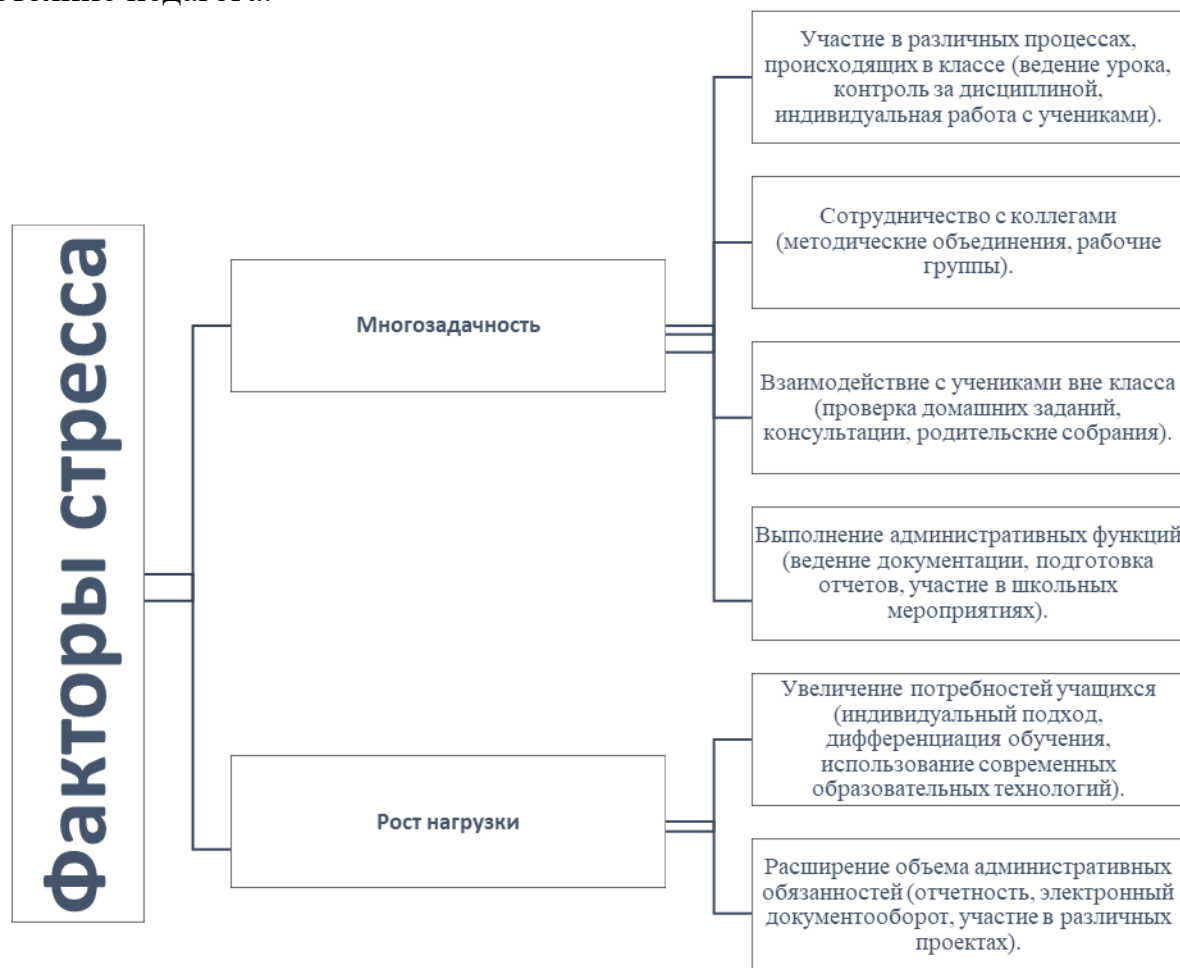 педагога.
Факторы стресса
Многозадачность
Участие в различных процессах,
происходящих в классе (ведение урока,
контроль за дисциплиной,
индивидуальная работа с учениками).
Сотрудничество с коллегами
(методические объединения, рабочие
группы).
Взаимодействие с учениками вне класса
(проверка домашних заданий,
консультации, родительские собрания).
Выполнение административных функций
(ведение документации, подготовка
отчетов, участие в школьных
мероприятиях).
Рост нагрузки
Увеличение потребностей учащихся
(индивидуальный подход,
дифференциация обучения,
использование современных
образовательных технологий).
Расширение объема административных
обязанностей (отчетность, электронный
документооборот, участие в различных
проектах).